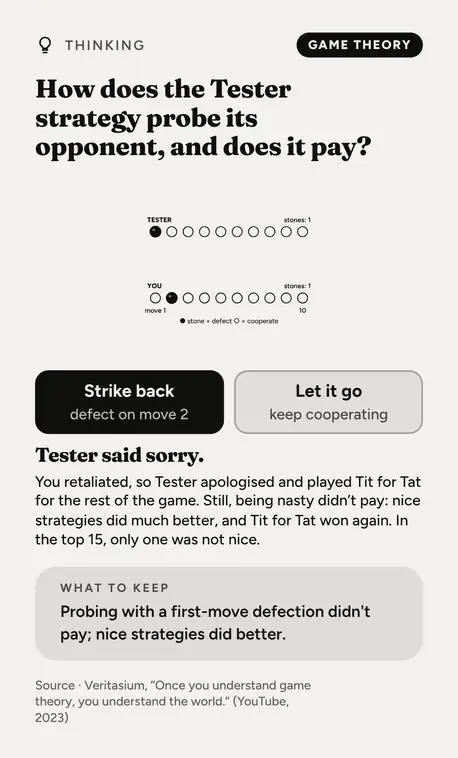 THINKING
GAME THEORY
How does the Tester
strategy probe its
opponent, and does it pay?
TESTER
stones: 1
YOU
stones: 1
move 1
10
stone = defect O = cooperate
Strike back
defect on move 2
Let it go
keep cooperating
Tester said sorry.
You retaliated, so Tester apologised and played Tit for Tat
for the rest of the game. Still, being nasty didn’t pay: nice
strategies did much better, and Tit for Tat won again. In
the top 15, only one was not nice.
WHAT TO KEEP
Probing with a first-move defection didn't
pay; nice strategies did better.
Source · Veritasium, “Once you understand game
theory, you understand the world.” (YouTube,
2023)